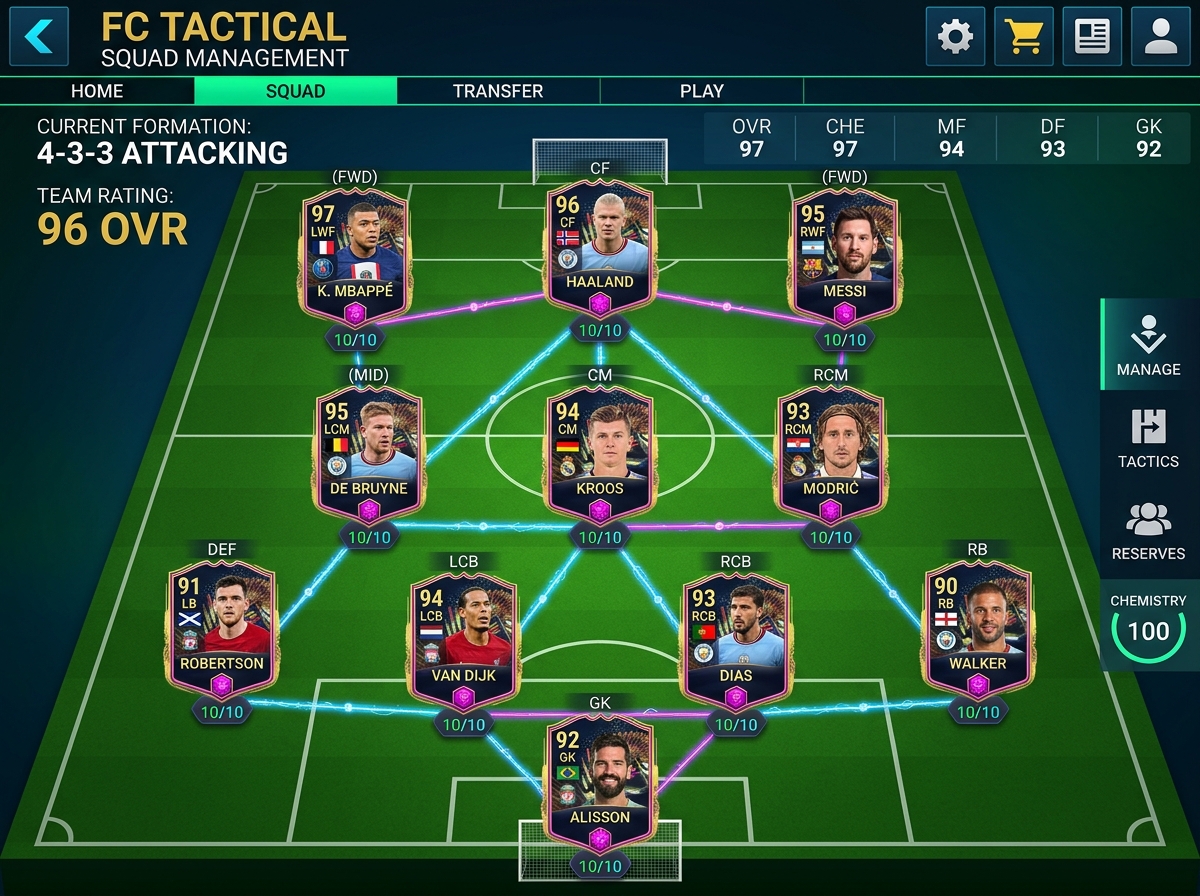 FC TACTICAL
SQUAD MANAGEMENT
HOME
SQUAD
TRANSFER
PLAY
CURRENT FORMATION:
4-3-3 ATTACKING
TEAM RATING:
96 OVR
OVR
97
CHE
97
MF
94
DF
93
GK
92
(FWD)
97
LWF
K. MBAPPÉ
10/10
CF
96
CF
HAALAND
10/10
(FWD)
95
RWF
MESSI
10/10
(MID)
95
LCM
DE BRUYNE
10/10
CM
94
CM
KROOS
10/10
RCM
93
RCM
MODRIĆ
10/10
DEF
91
LB
ROBERTSON
10/10
LCB
94
LCB
VAN DIJK
10/10
RCB
93
RCB
DIAS
10/10
RB
90
RB
WALKER
10/10
GK
92
GK
ALISSON
10/10
MANAGE
TACTICS
RESERVES
CHEMISTRY
100